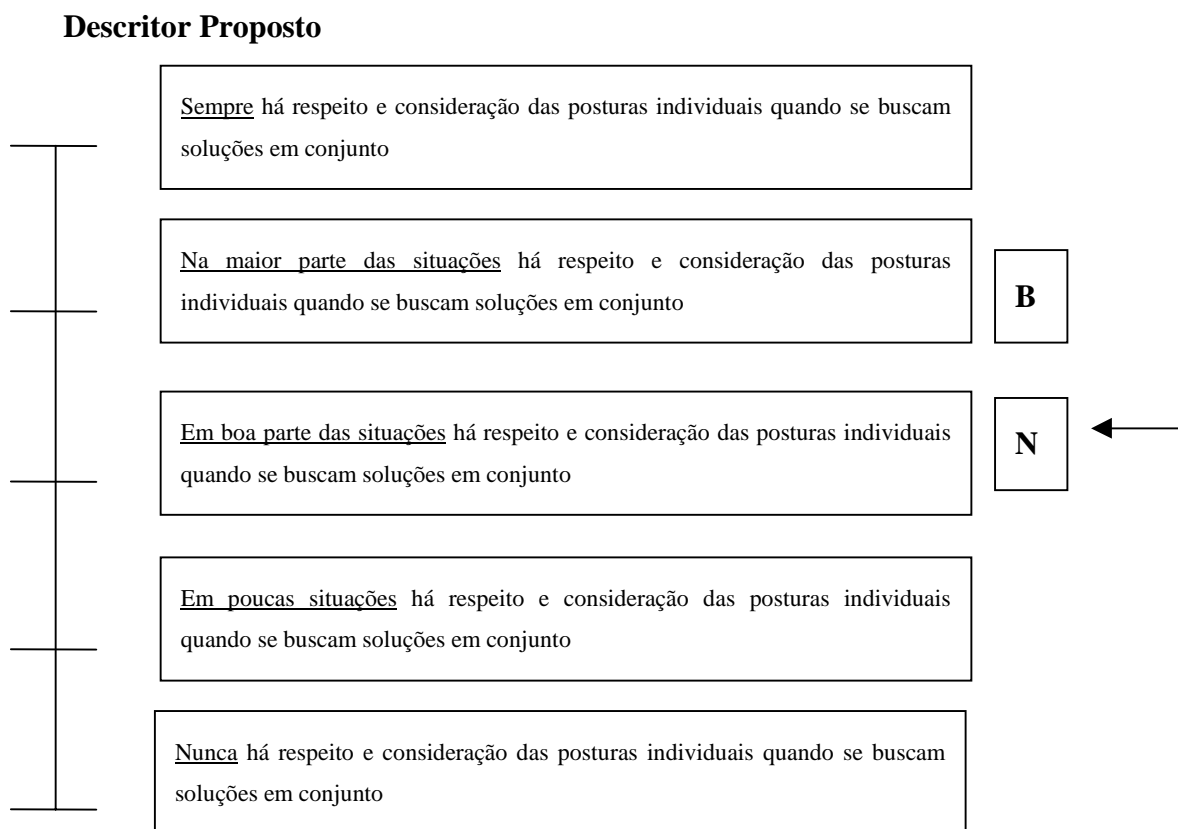 Descritor Proposto
Sempre há respeito e consideração das posturas individuais quando se buscam
soluções em conjunto
Na maior parte das situações há respeito e consideração das posturas
individuais quando se buscam soluções em conjunto
B
Em boa parte das situações há respeito e consideração das posturas individuais
quando se buscam soluções em conjunto
N
Em poucas situações há respeito e consideração das posturas individuais
quando se buscam soluções em conjunto
Nunca há respeito e consideração das posturas individuais quando se buscam
soluções em conjunto